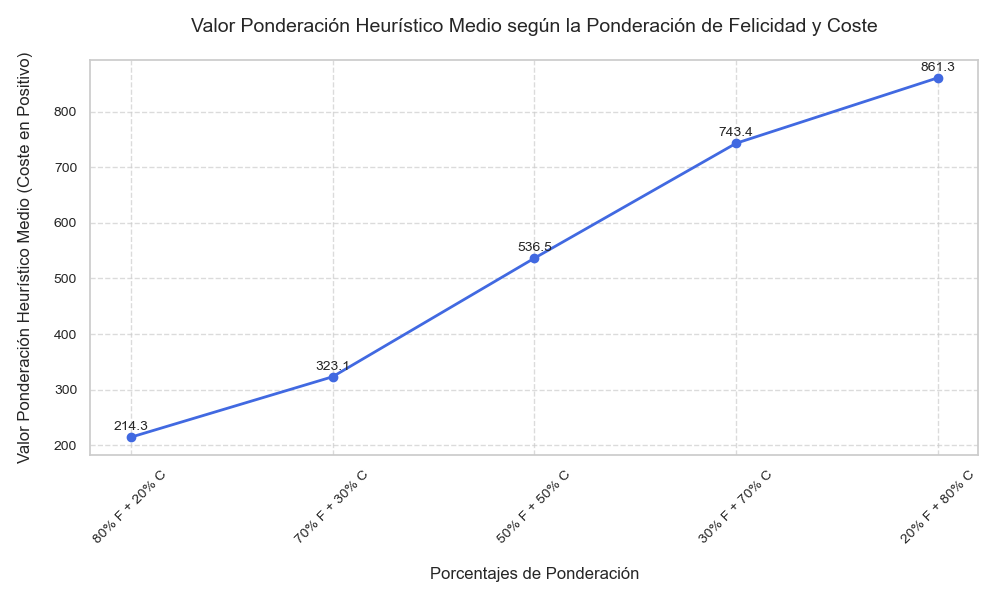 Valor Ponderación Heurístico Medio según la Ponderación de Felicidad y Coste
Valor Ponderación Heurístico Medio (Coste en Positivo)
800
700
600
500
400
300
200
214.3
323.1
536.5
743.4
861.3
80% F + 20% C
70% F + 30% C
50% F + 50% C
30% F + 70% C
20% F + 80% C
Porcentajes de Ponderación